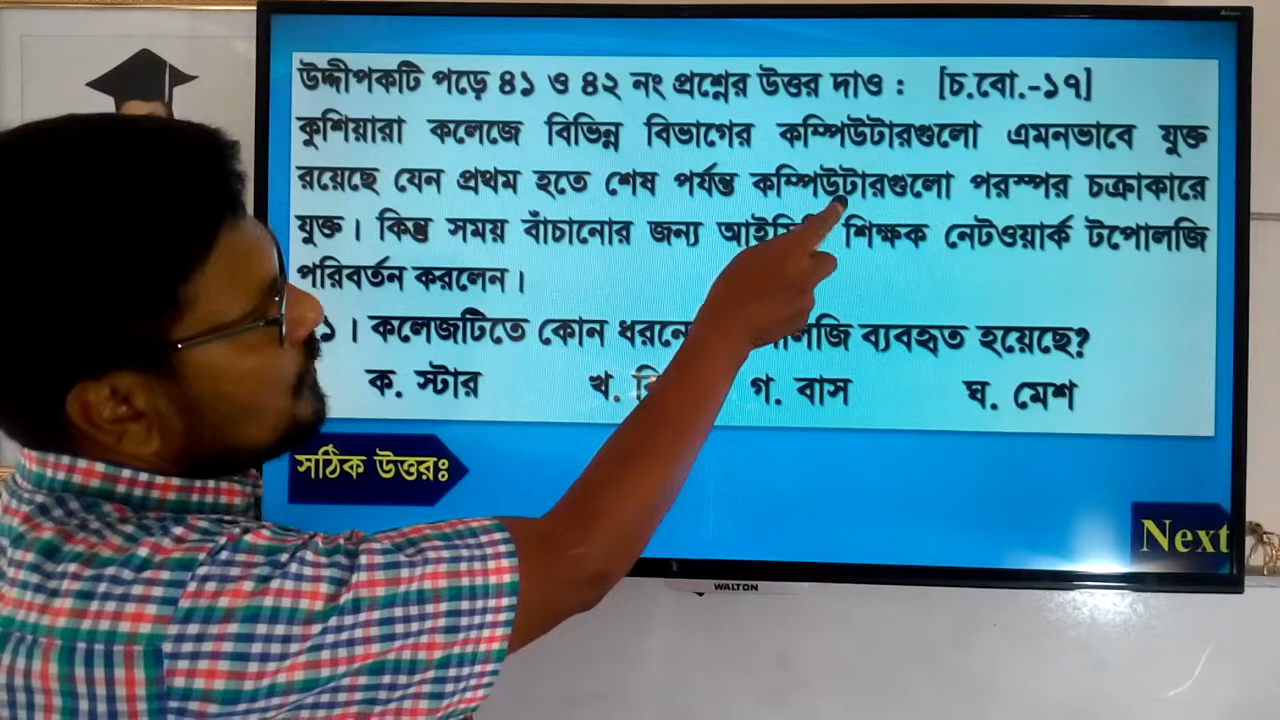 উদ্দীপকটি পড়ে ৪১ ও ৪২ নং প্রশ্নের উত্তর দাও : [চ.বো.-১৭]
কুশিয়ারা কলেজে বিভিন্ন বিভাগের কম্পিউটারগুলো এমনভাবে যুক্ত
রয়েছে যেন প্রথম হতে শেষ পর্যন্ত কম্পিউটারগুলো পরস্পর চক্রাকারে
যুক্ত। কিন্তু সময় বাঁচানোর জন্য শিক্ষক নেটওয়ার্ক টপোলজি
পরিবর্তন করলেন।
১। কলেজটিতে কোন ব্যবহৃত হয়েছে?
ক. স্টার খ. গ. বাস ঘ. মেশ
সঠিক উত্তরঃ
Next
WALTON